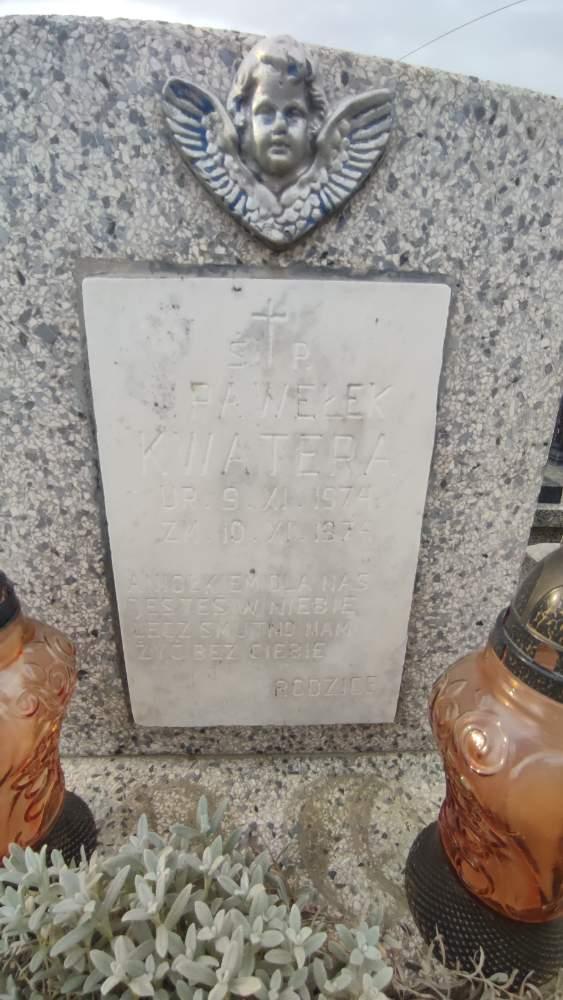 Ś P.
PAWEŁEK
KWATERA
UR. 9. XI. 1974.
ZM. 10. XI. 1974
ANIOŁKIEM DLA NAS
JESTEŚ W NIEBIE
LECZ SMUTNO NAM
ŻYĆ BEZ CIEBIE
RODZICE